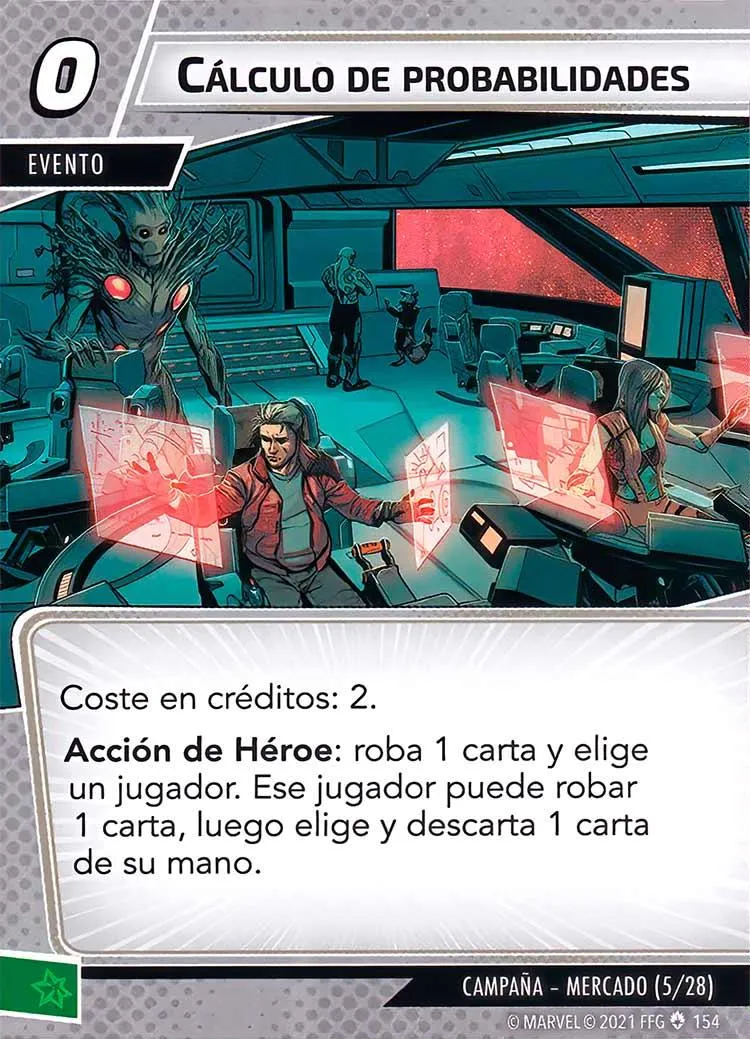 0
CÁLCULO DE PROBABILIDADES
EVENTO
Coste en créditos: 2.
Acción de Héroe: roba 1 carta y elige
un jugador. Ese jugador puede robar
1 carta, luego elige y descarta 1 carta
de su mano.
CAMPAÑA – MERCADO (5/28)
© MARVEL © 2021 FFG 154